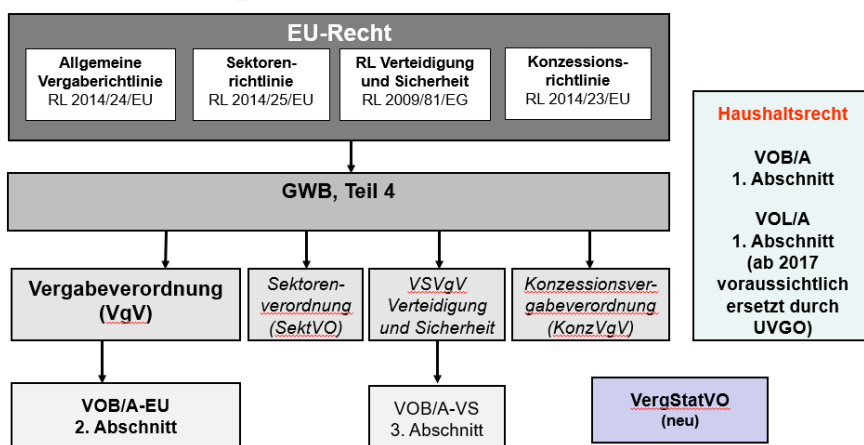 EU-Recht
Allgemeine
Vergaberichtlinie
RL 2014/24/EU
Sektoren-
richtlinie
RL 2014/25/EU
RL Verteidigung
und Sicherheit
RL 2009/81/EG
Konzessions-
richtlinie
RL 2014/23/EU
GWB, Teil 4
Vergabeverordnung
(VgV)
Sektoren-
verordnung
(SektVO)
VSVgV
Verteidigung
und Sicherheit
Konzessionsver-
gabeverordnung
(KonzVgV)
VOB/A-EU
2. Abschnitt
VOB/A-VS
3. Abschnitt
Haushaltsrecht
VOB/A
1. Abschnitt
VOL/A
1. Abschnitt
(ab 2017
voraussichtlich
ersetzt durch
UVGO)
VergStatVO
(neu)